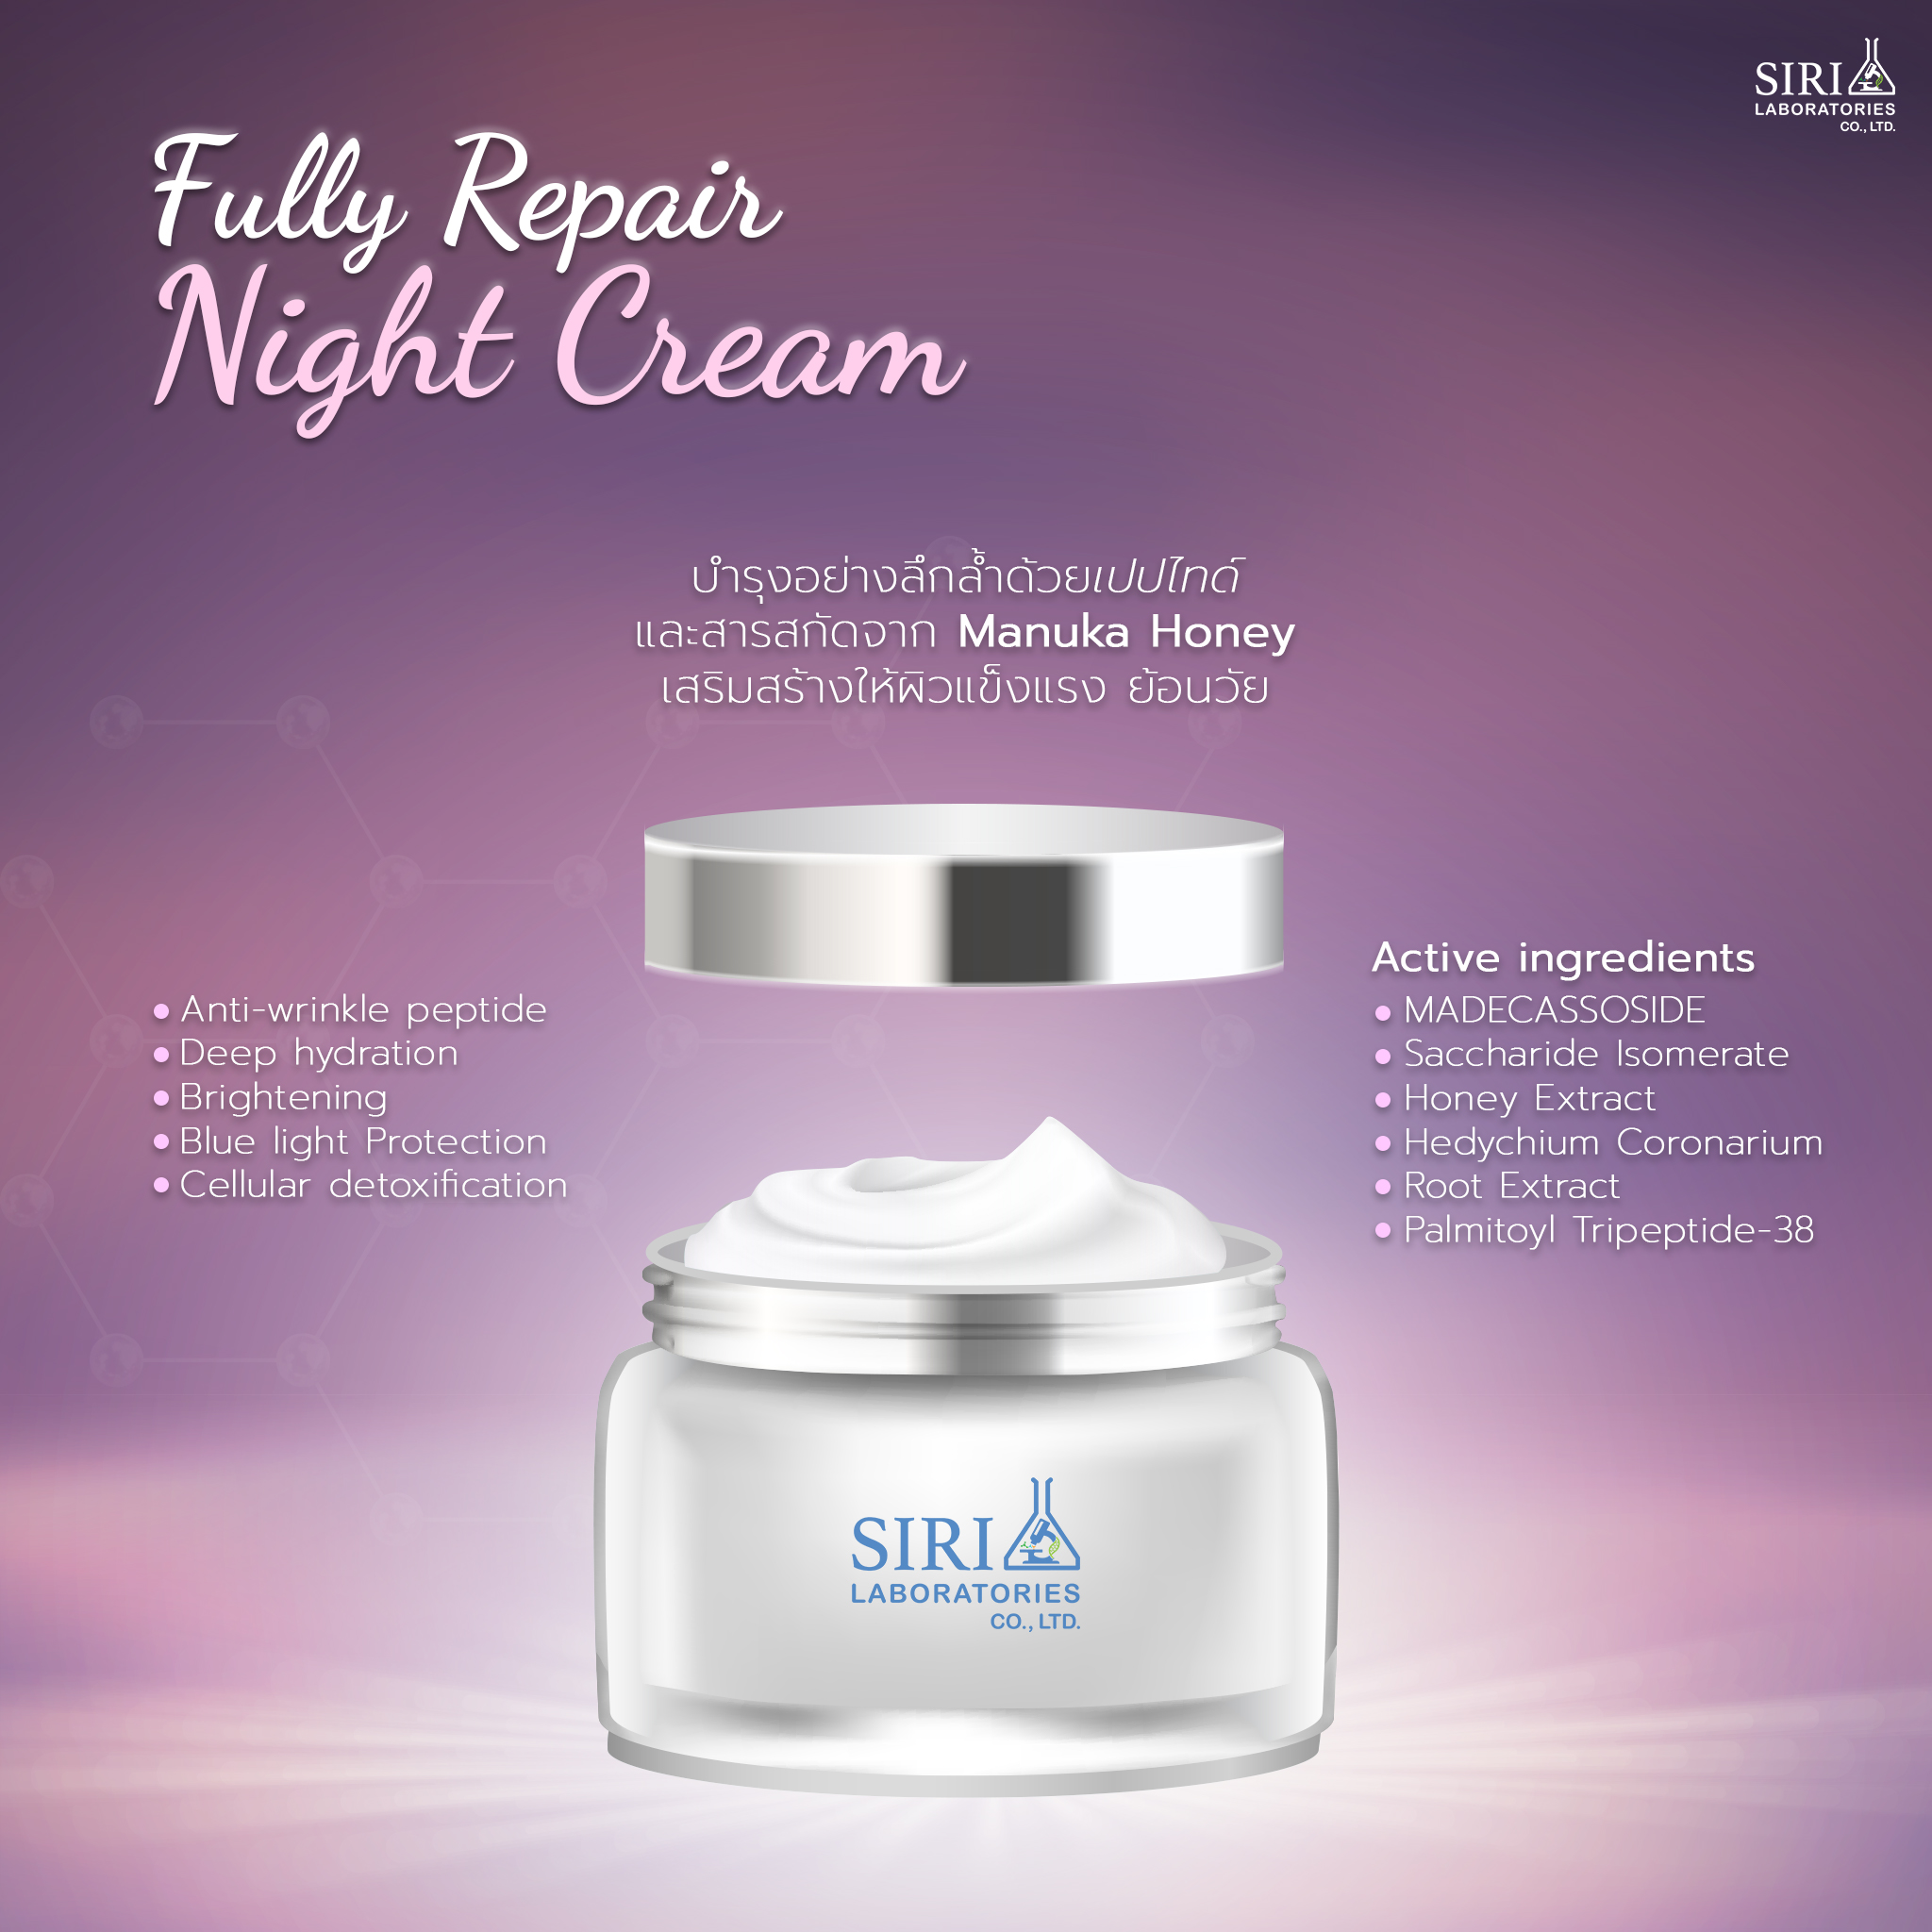 SIRI
LABORATORIES
CO., LTD.
Fully Repair
Night Cream
บำรุงอย่างลึกล้ำด้วยเปปไทด์
และสารสกัดจาก Manuka Honey
เสริมสร้างให้ผิวแข็งแรง ย้อนวัย
Anti-wrinkle peptide
Deep hydration
Brightening
Blue light Protection
Cellular detoxification
Active ingredients
MADECASSOSIDE
Saccharide Isomerate
Honey Extract
Hedychium Coronarium
Root Extract
Palmitoyl Tripeptide-38
SIRI
LABORATORIES
CO., LTD.